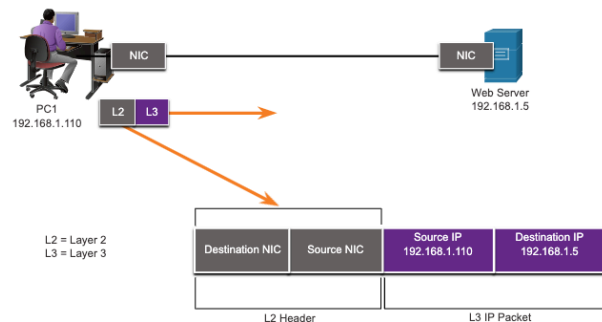 NIC
NIC
PC1
192.168.1.110
Web Server
192.168.1.5
L2 L3
L2 = Layer 2
L3 = Layer 3
Destination NIC
Source NIC
Source IP
192.168.1.110
Destination IP
192.168.1.5
L2 Header
L3 IP Packet